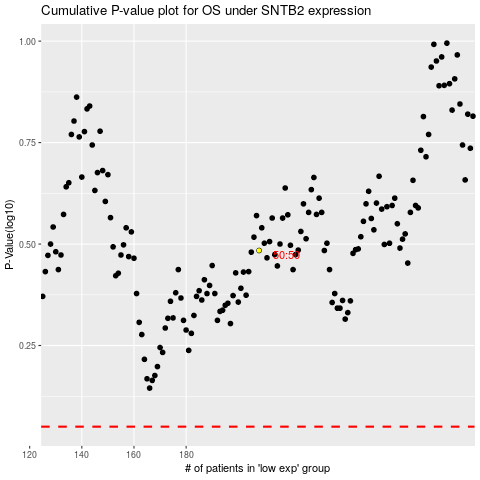 Cumulative P-value plot for OS under SNTB2 expression
P-Value(log10)
1.00
0.75
0.50
0.25
50:50
120 140 160 180
# of patients in 'low exp' group